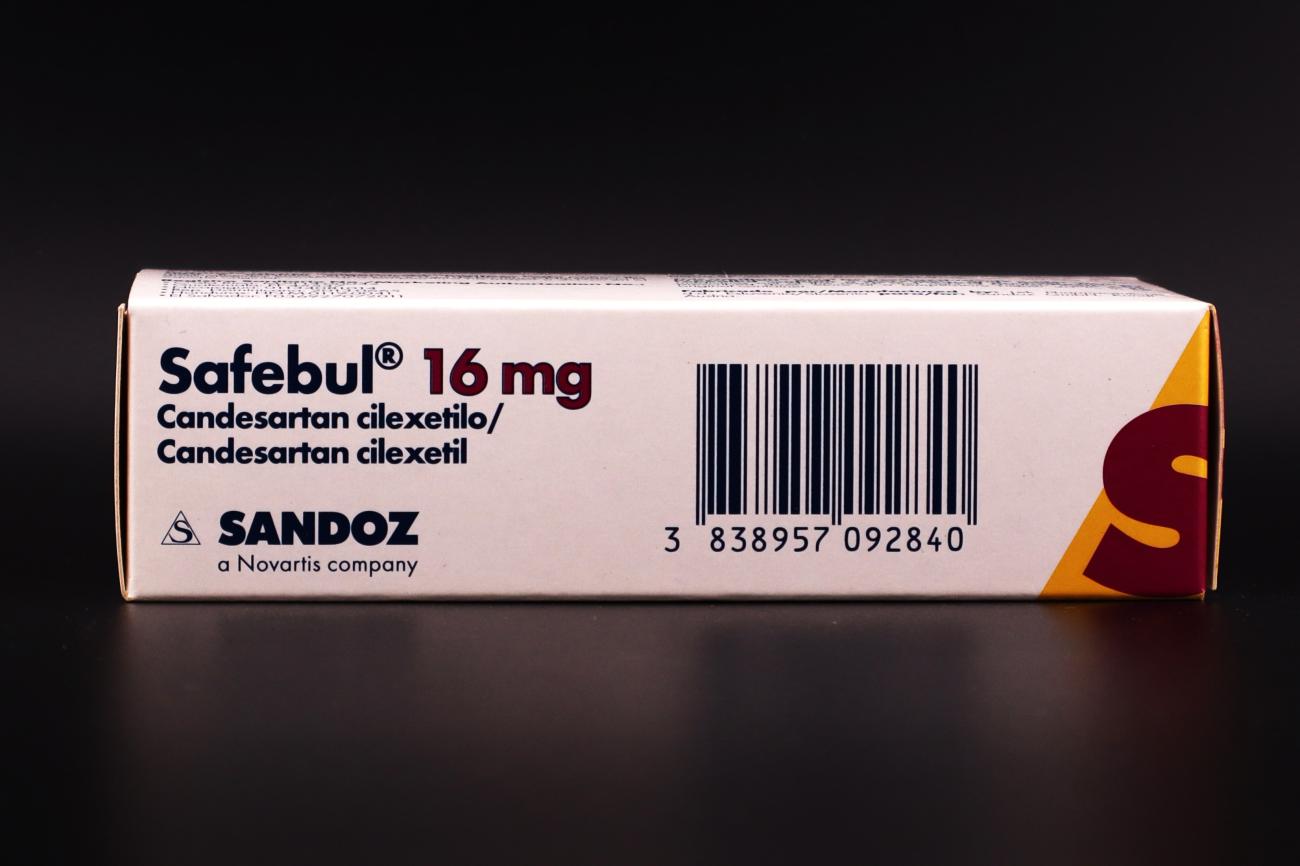 Safebul® 16 mg
Candesartan cilexetilo/
Candesartan cilexetil
S SANDOZ
a Novartis company
3 838957 092840
S